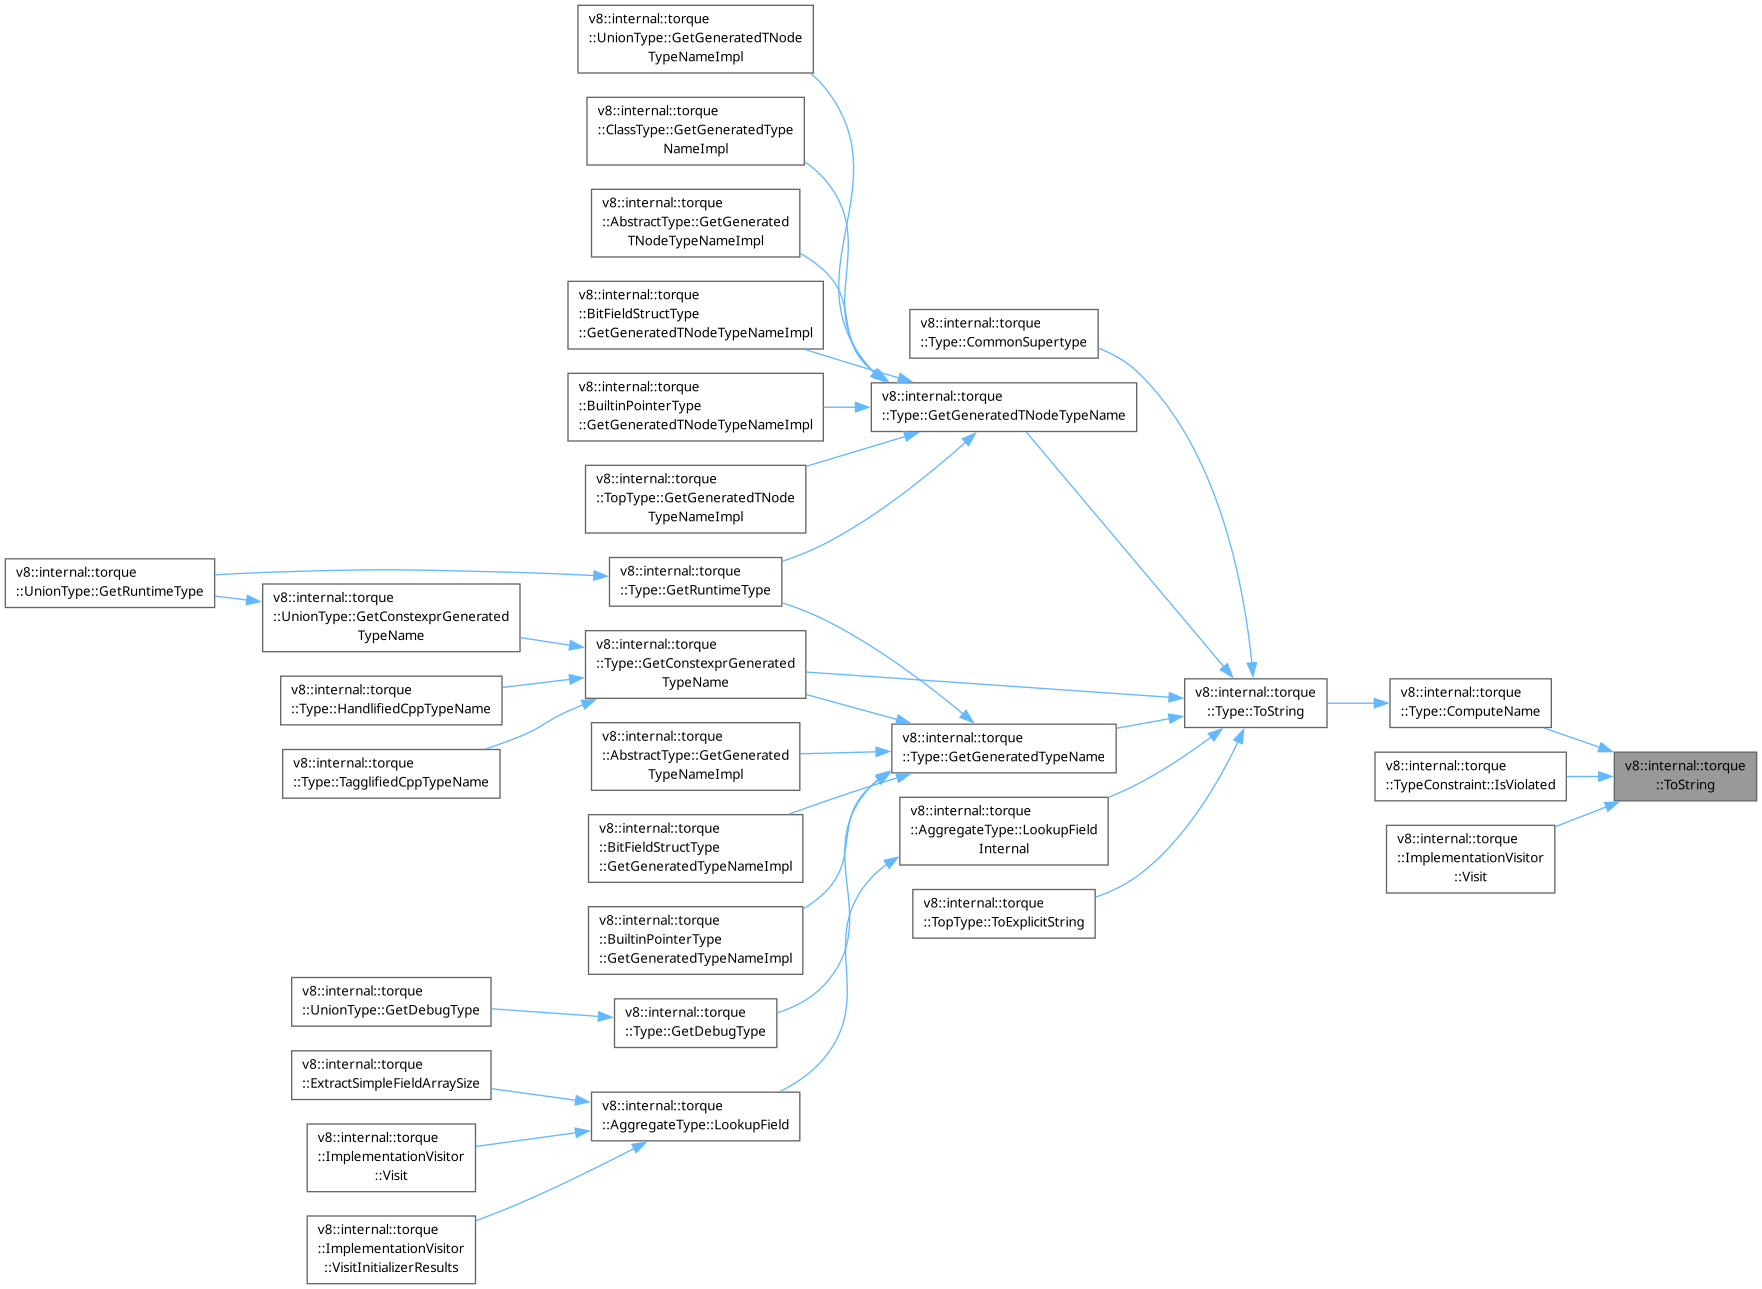 v8::internal::torque
::UnionType::GetGeneratedTNode
TypeNameImpl
v8::internal::torque
::ClassType::GetGeneratedType
NameImpl
v8::internal::torque
::AbstractType::GetGenerated
TNodeTypeNameImpl
v8::internal::torque
::BitFieldStructType
::GetGeneratedTNodeTypeNameImpl
v8::internal::torque
::Type::CommonSupertype
v8::internal::torque
::BuiltinPointerType
::GetGeneratedTNodeTypeNameImpl
v8::internal::torque
::Type::GetGeneratedTNodeTypeName
v8::internal::torque
::TopType::GetGeneratedTNode
TypeNameImpl
v8::internal::torque
::UnionType::GetRuntimeType
v8::internal::torque
::Type::GetRuntimeType
v8::internal::torque
::UnionType::GetConstexprGenerated
TypeName
v8::internal::torque
::Type::GetConstexprGenerated
TypeName
v8::internal::torque
::Type::HandlifiedCppTypeName
v8::internal::torque
::Type::ToString
v8::internal::torque
::Type::ComputeName
v8::internal::torque
::Type::TagglifiedCppTypeName
v8::internal::torque
::AbstractType::GetGenerated
TypeNameImpl
v8::internal::torque
::Type::GetGeneratedTypeName
v8::internal::torque
::TypeConstraint::IsViolated
v8::internal::torque
::ToString
v8::internal::torque
::BitFieldStructType
::GetGeneratedTypeNameImpl
v8::internal::torque
::AggregateType::LookupField
Internal
v8::internal::torque
::ImplementationVisitor
::Visit
v8::internal::torque
::BuiltinPointerType
::GetGeneratedTypeNameImpl
v8::internal::torque
::TopType::ToExplicitString
v8::internal::torque
::UnionType::GetDebugType
v8::internal::torque
::Type::GetDebugType
v8::internal::torque
::ExtractSimpleFieldArraySize
v8::internal::torque
::AggregateType::LookupField
v8::internal::torque
::ImplementationVisitor
::Visit
v8::internal::torque
::ImplementationVisitor
::VisitInitializerResults